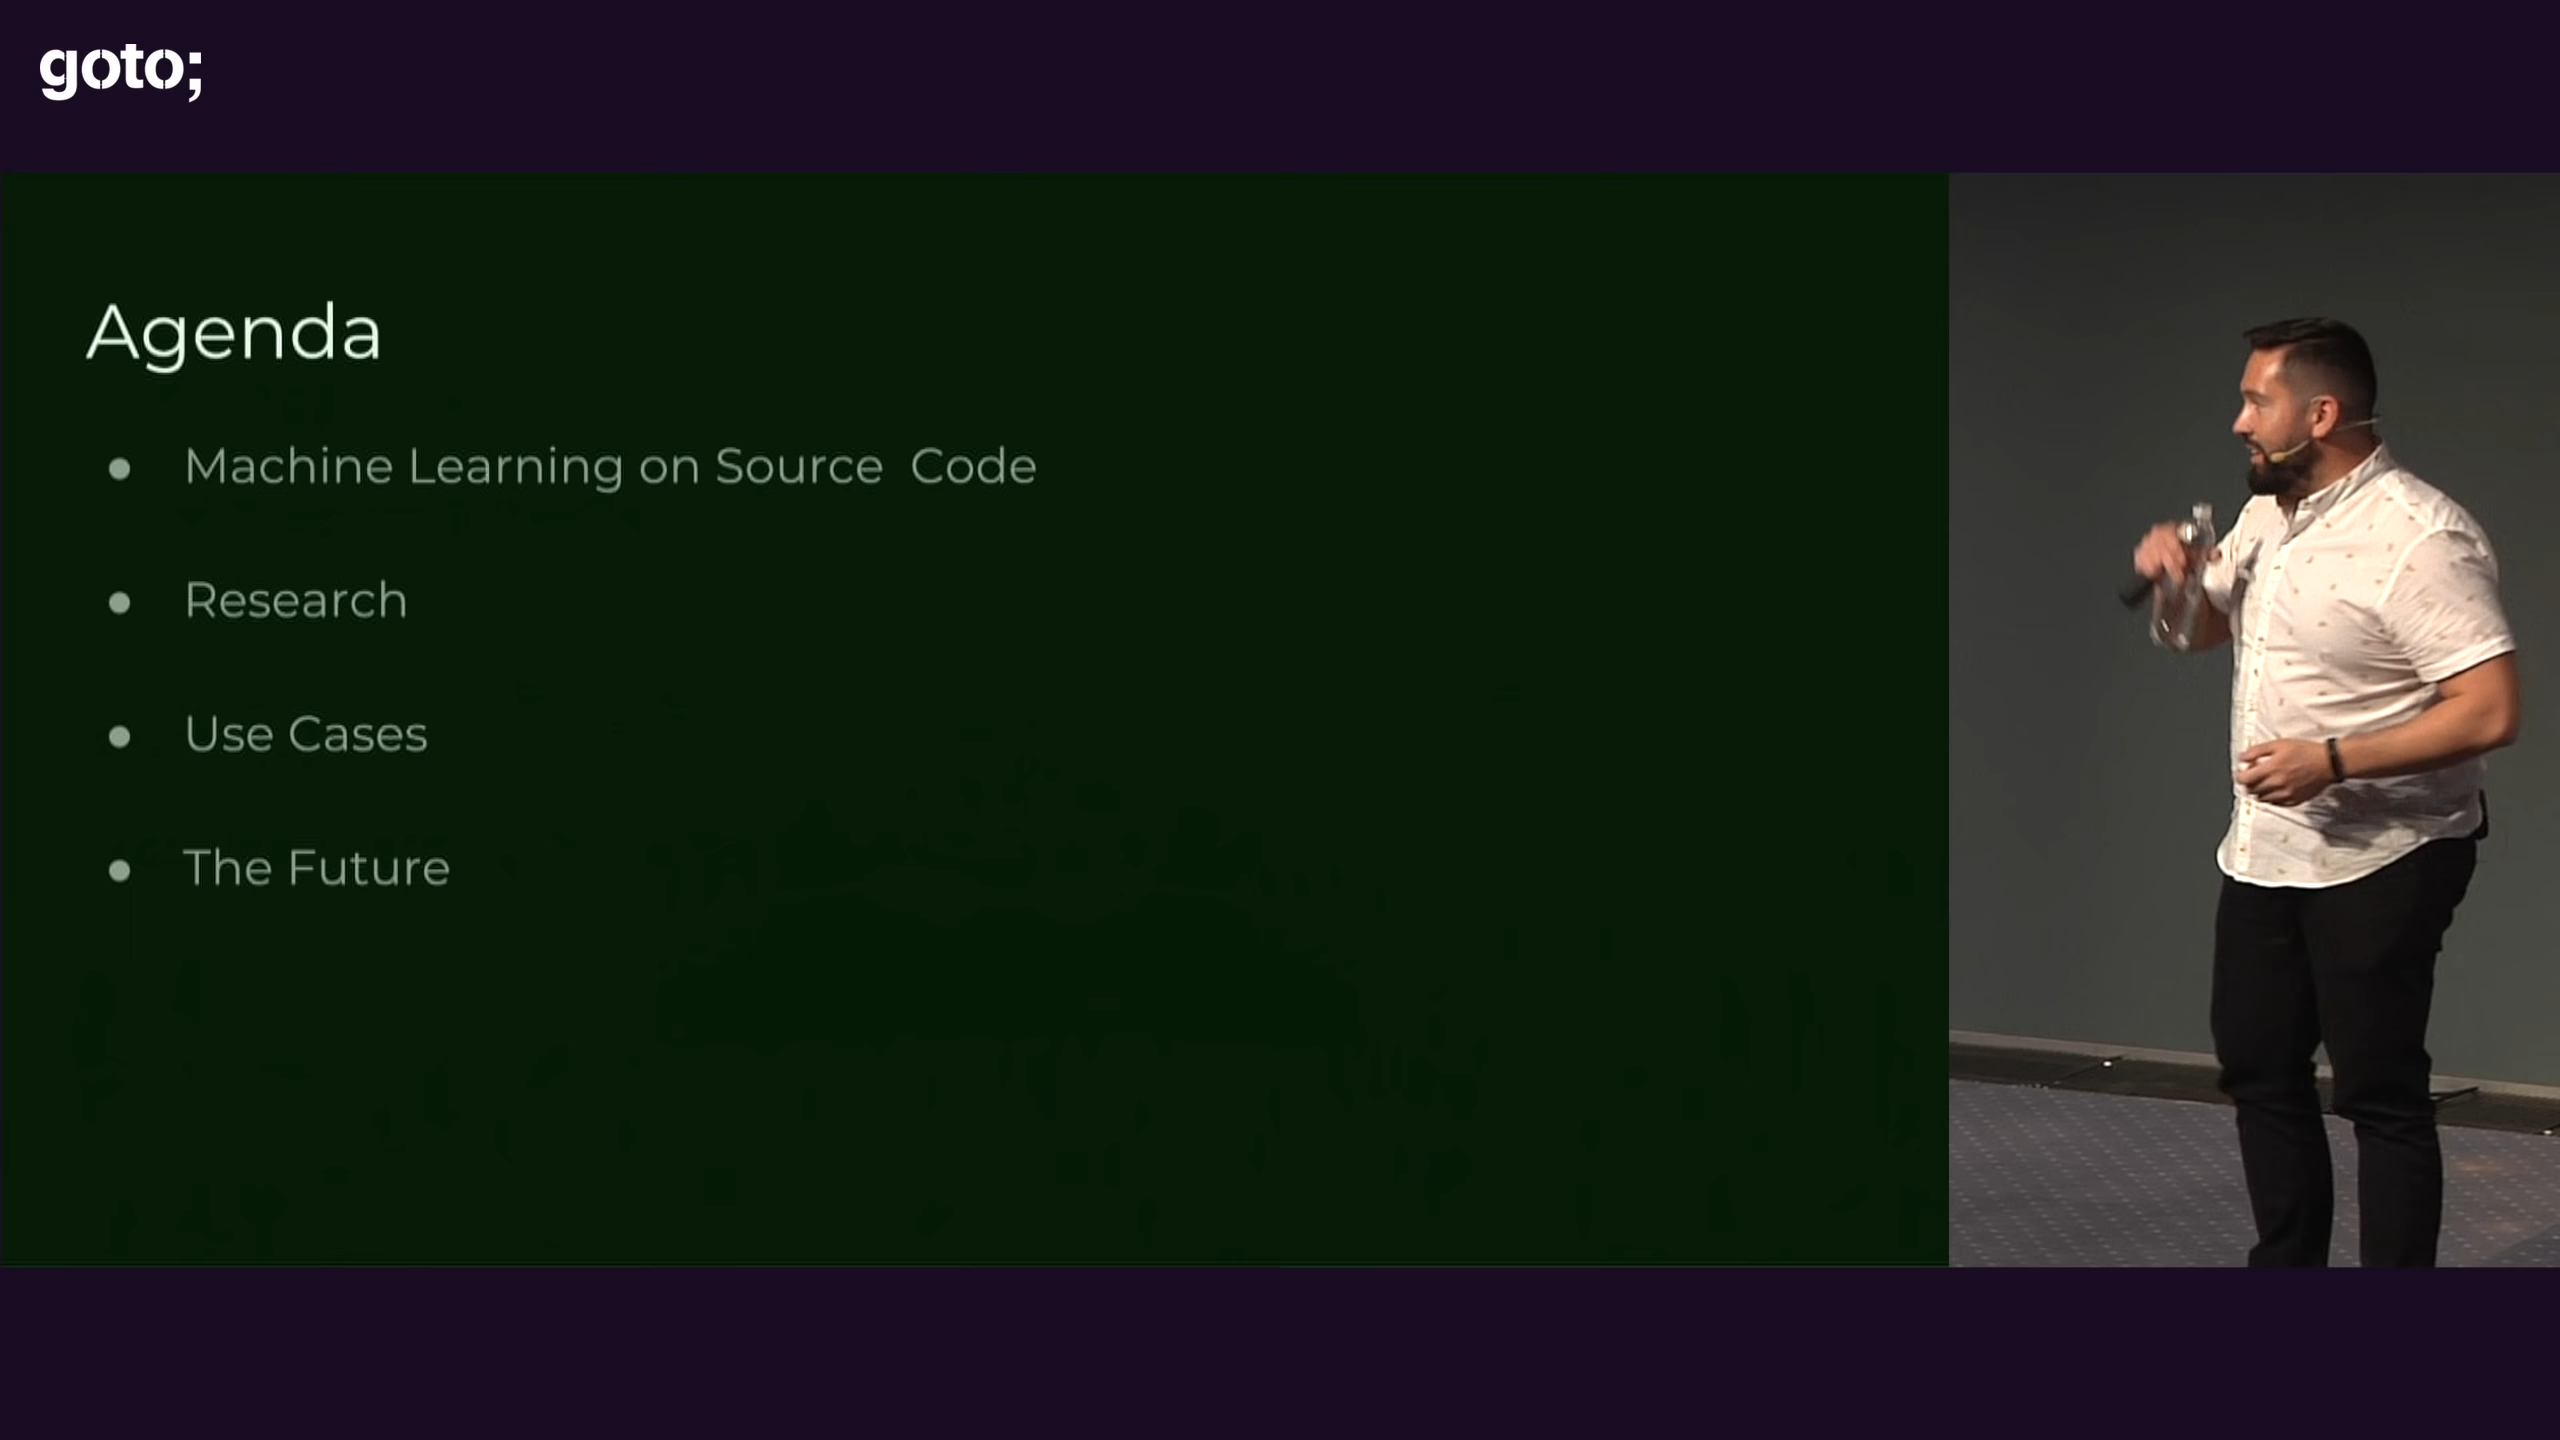 goto;
Agenda
• Machine Learning on Source  Code
• Research
• Use Cases
• The Future